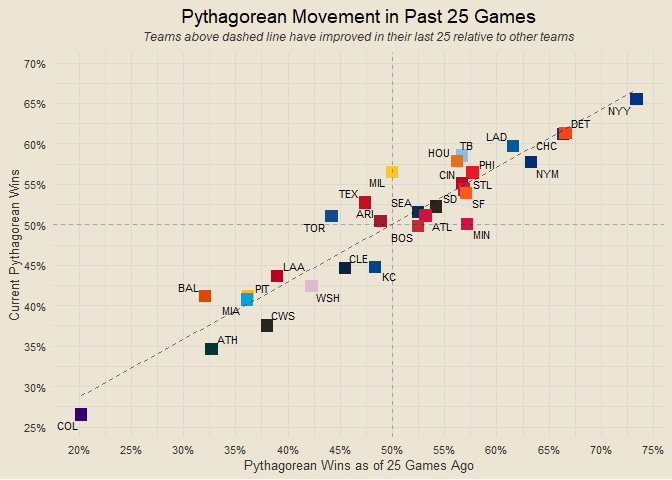 Pythagorean Movement in Past 25 Games
Teams above dashed line have improved in their last 25 relative to other teams
Current Pythagorean Wins
70%
65%
60%
55%
50%
45%
40%
35%
30%
25%
NYY
DET
LAD
CHC
TB
HOU
NYM
PHI
CIN
MIL
STL
TEX
SEA
SD
SF
ARI
TOR
ATL
BOS
MIN
CLE
LAA
KC
BAL
PIT
WSH
MIA
CWS
ATH
COL
20%
25%
30%
35%
40%
45%
50%
55%
60%
65%
70%
75%
Pythagorean Wins as of 25 Games Ago